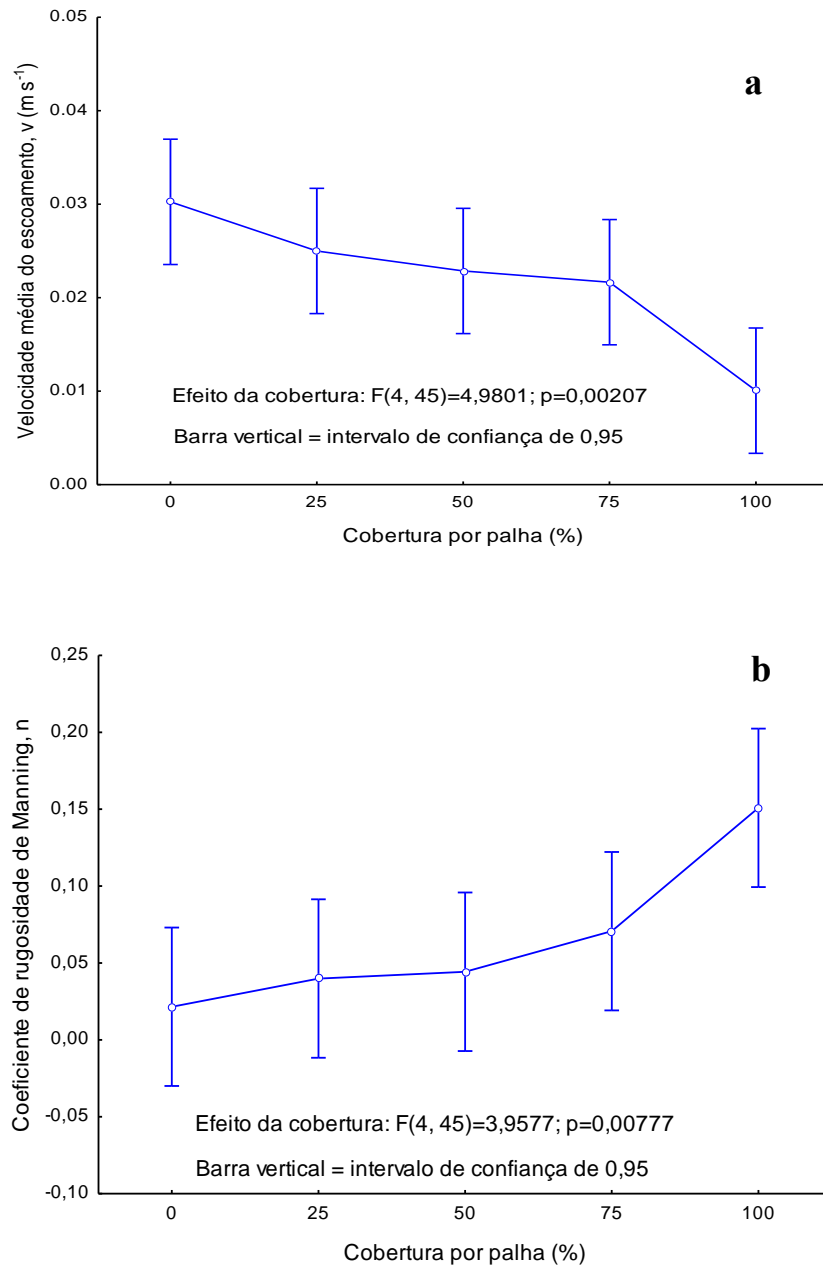 0.05
0.04
0.03
0.02
0.01
0.00
Velocidade média do escoamento, v (m s-1)
a
Efeito da cobertura: F(4, 45)=4,9801; p=0,00207
Barra vertical = intervalo de confiança de 0,95
0 25 50 75 100
Cobertura por palha (%)
0,25
0,20
0,15
0,10
0,05
0,00
-0,05
-0,10
Coeficiente de rugosidade de Manning, n
b
Efeito da cobertura: F(4, 45)=3,9577; p=0,00777
Barra vertical = intervalo de confiança de 0,95
0 25 50 75 100
Cobertura por palha (%)